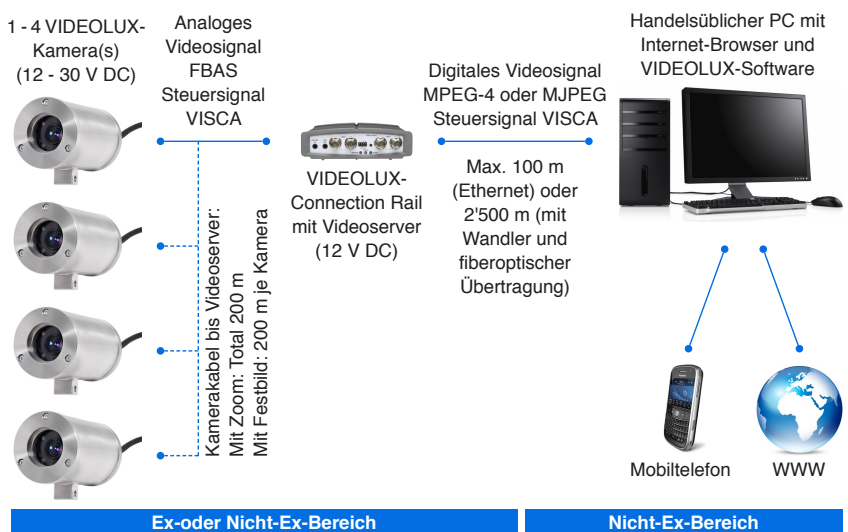 1 - 4 VIDEOLUX-
Kamera(s)
(12 - 30 V DC)
Analoges
Videosignal
FBAS
Steuersignal
VISCA
Kamerakabel bis Videoserver:
Mit Zoom: Total 200 m
Mit Festbild: 200 m je Kamera
VIDEOLUX-
Connection Rail
mit Videoserver
(12 V DC)
Digitales Videosignal
MPEG-4 oder MJPEG
Steuersignal VISCA
Max. 100 m
(Ethernet) oder
2'500 m (mit
Wandler und
fiberoptischer
Übertragung)
Handelsüblicher PC mit
Internet-Browser und
VIDEOLUX-Software
Mobiltelefon
WWW
Ex-oder Nicht-Ex-Bereich
Nicht-Ex-Bereich